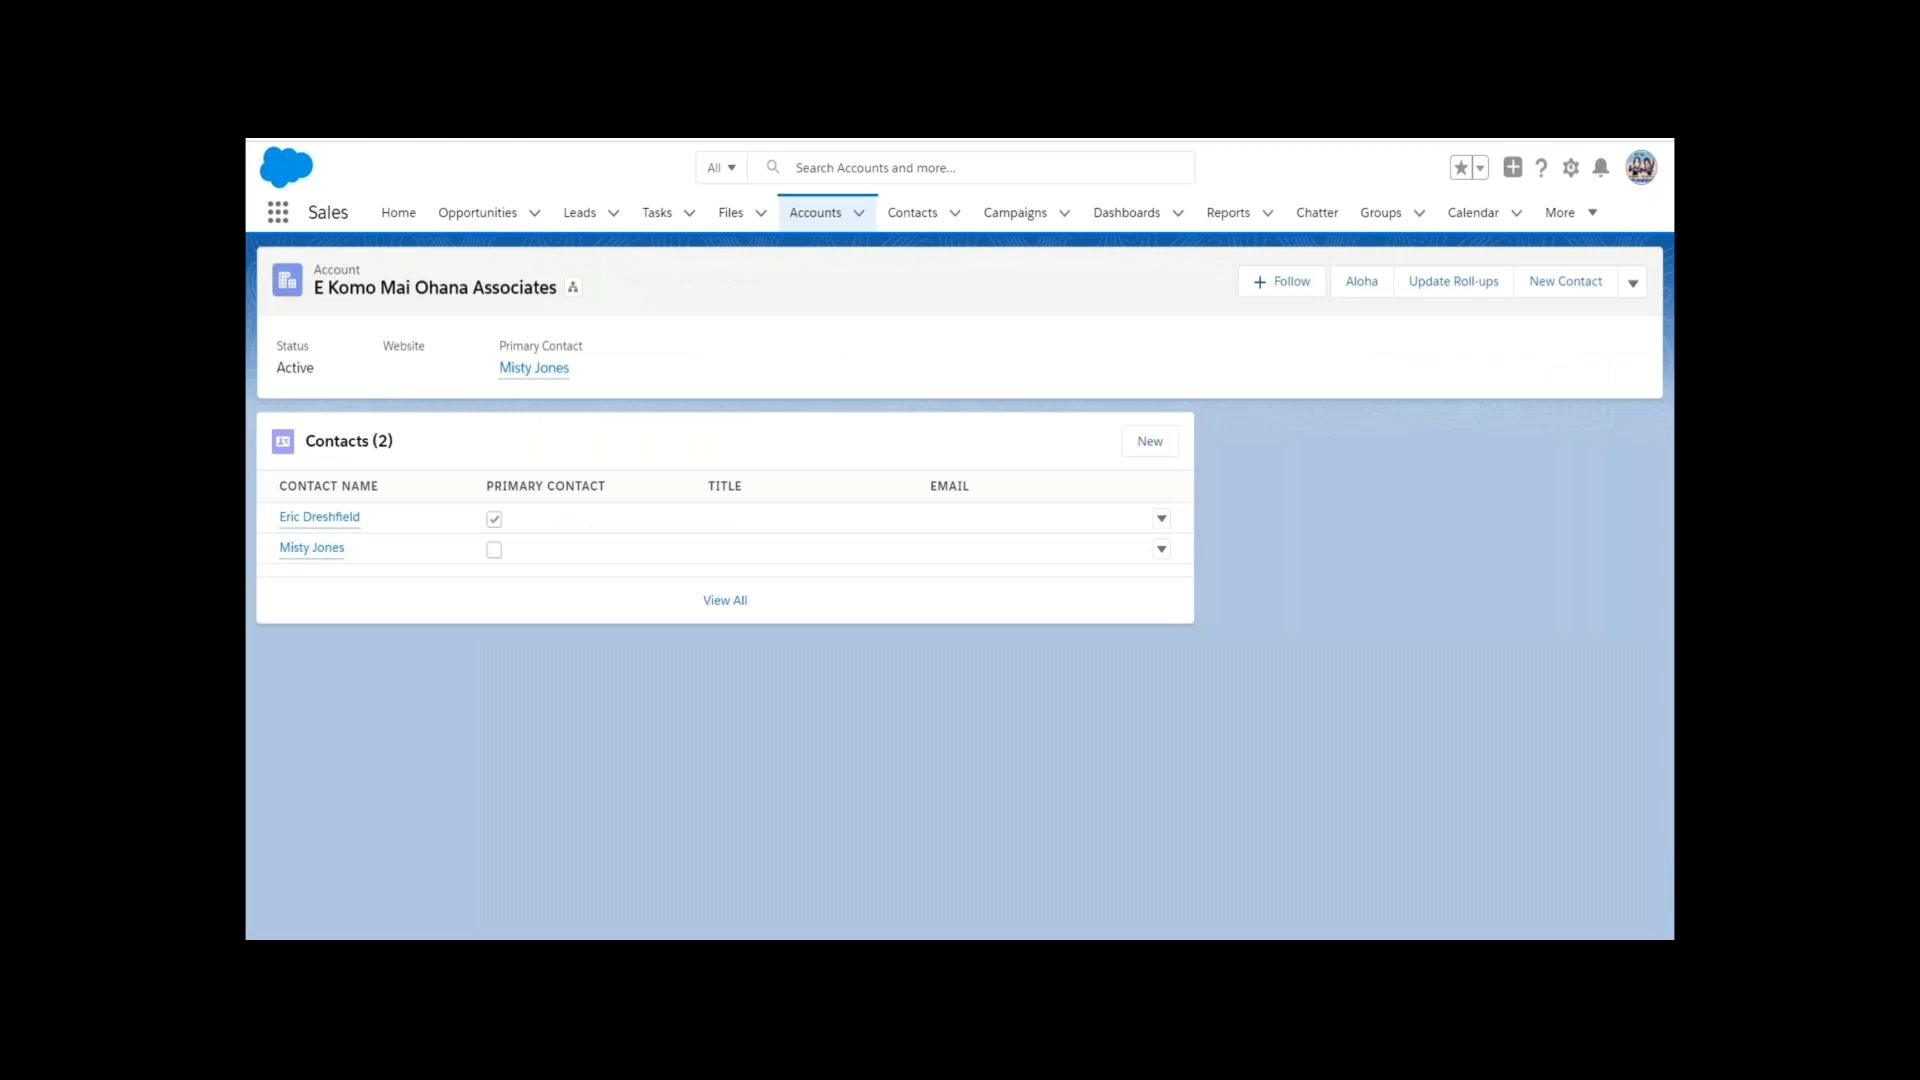 All Search Accounts and more...
Sales Home Opportunities Leads Tasks Files Accounts Contacts Campaigns Dashboards Reports Chatter Groups Calendar More
Account
E Komo Mai Ohana Associates
Follow Aloha Update Roll-ups New Contact
Status Website Primary Contact
Active Misty Jones
Contacts (2) New
CONTACT NAME PRIMARY CONTACT TITLE EMAIL
Eric Dreshfield
Misty Jones
View All